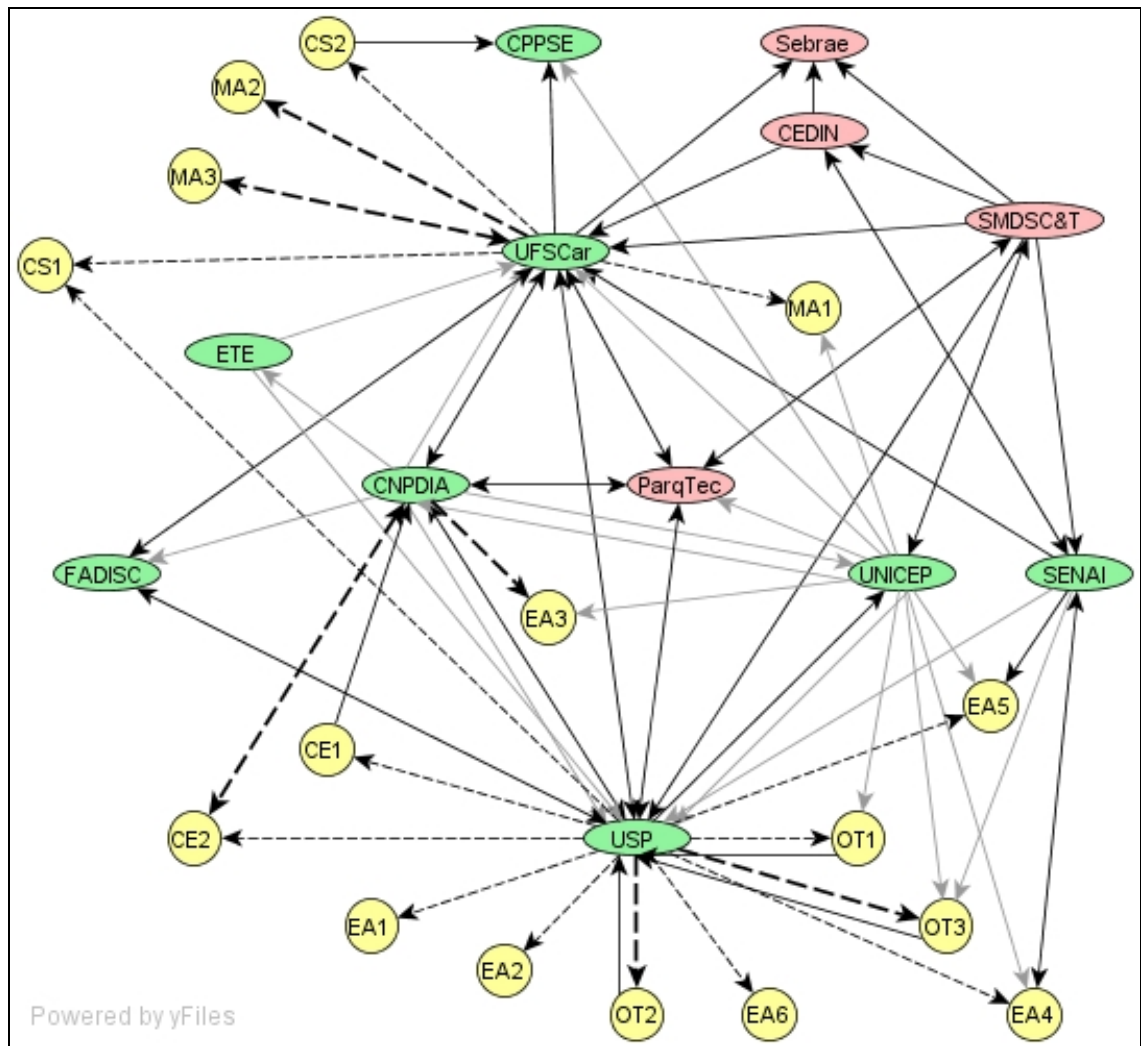 CS2
CPPSE
Sebrae
MA2
CEDIN
MA3
SMDSC&T
UFSCar
CS1
MA1
ETE
CNPDIA
ParqTec
FADISC
UNICEP
SENAI
EA3
EA5
CE1
CE2
USP
OT1
EA1
OT3
EA2
OT2
EA6
EA4
Powered by yFiles